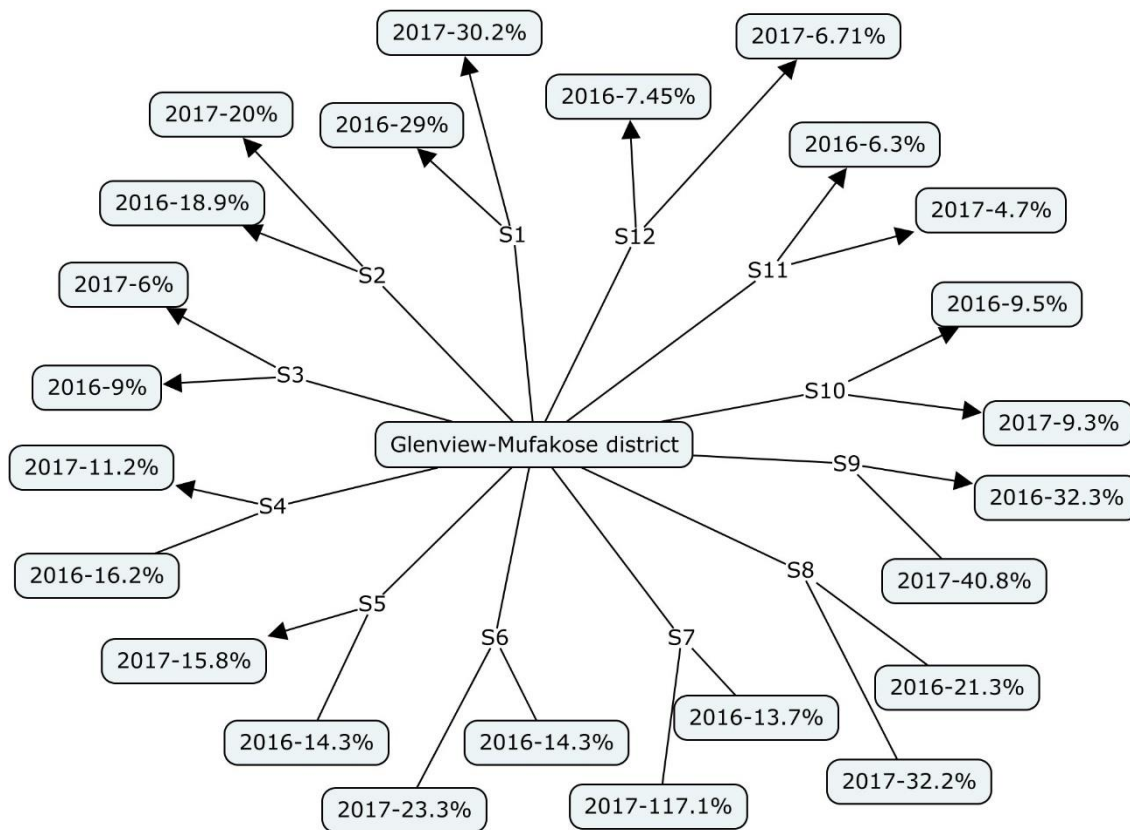 2017-30.2%
2017-6.71%
2016-7.45%
2017-20%
2016-29%
2016-6.3%
2016-18.9%
2017-4.7%
S1
S12
S11
S2
2017-6%
2016-9.5%
S3
2016-9%
S10
2017-9.3%
Glenview-Mufakose district
2017-11.2%
S9
2016-32.3%
S4
2016-16.2%
S8
2017-40.8%
S5
S6
S7
2017-15.8%
2016-21.3%
2016-14.3%
2016-14.3%
2016-13.7%
2017-32.2%
2017-23.3%
2017-117.1%